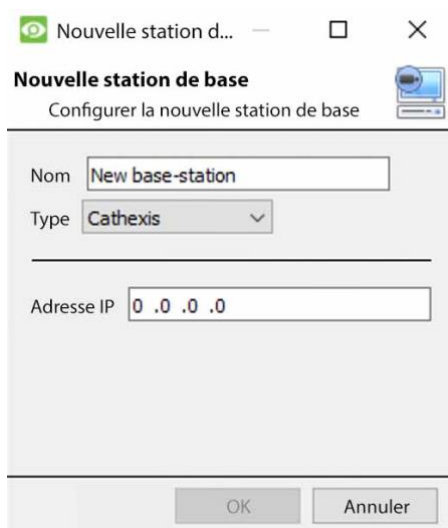 Nouvelle station d...
Nouvelle station de base
Configurer la nouvelle station de base
Nom New base-station
Type Cathexis
Adresse IP 0 .0 .0 .0
OK Annuler